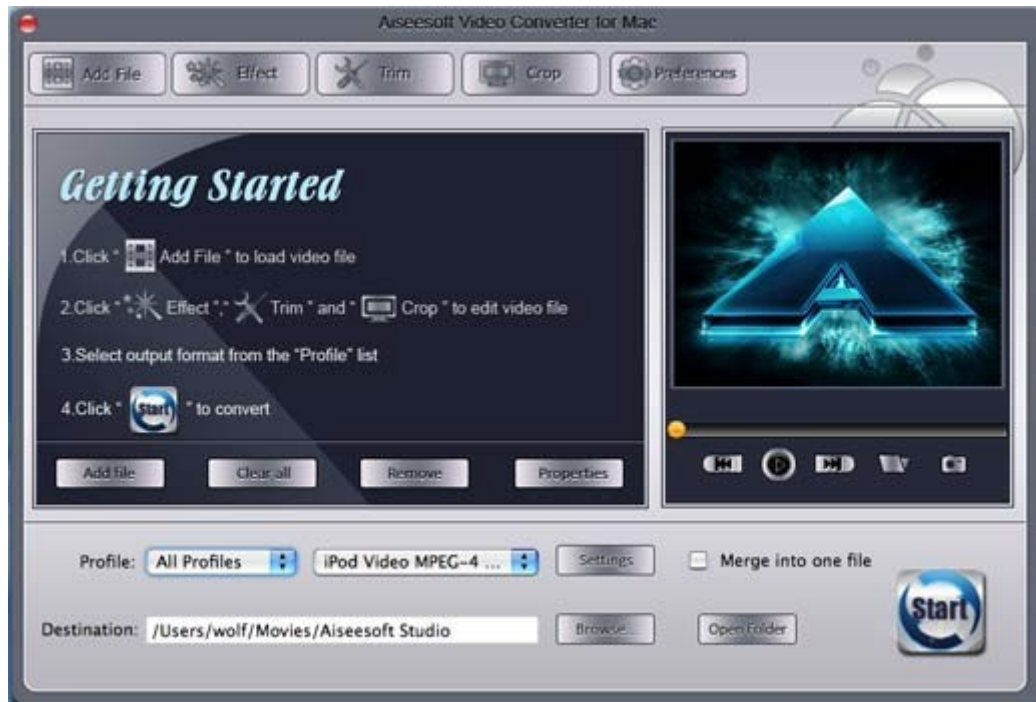 Aiseesoft Video Converter for Mac
Add File
Effect
Trim
Crop
Preferences
Getting Started
1.Click " Add File " to load video file
2.Click " Effect "," Trim " and " Crop " to edit video file
3.Select output format from the "Profile" list
4.Click " Start " to convert
Add file
Clear all
Remove
Properties
Profile:
All Profiles
iPod Video MPEG-4 ...
Settings
Merge into one file
Destination:
/Users/wolf/Movies/Aiseesoft Studio
Browse...
Open Folder
Start